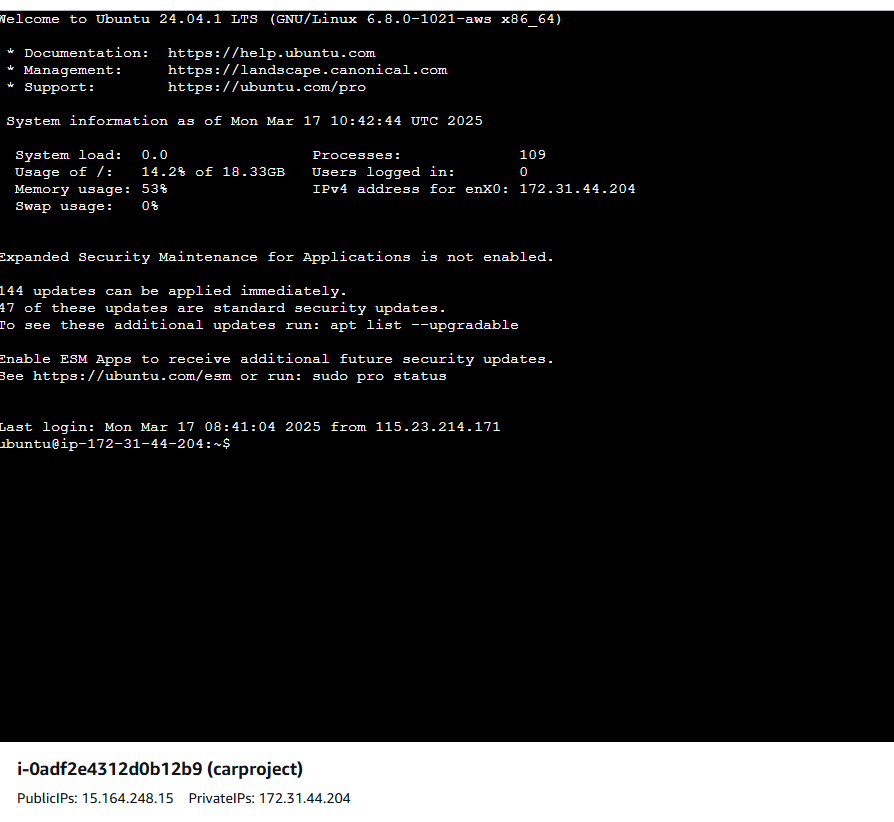 Welcome to Ubuntu 24.04.1 LTS (GNU/Linux 6.8.0-1021-aws x86_64)
* Documentation: https://help.ubuntu.com
* Management: https://landscape.canonical.com
* Support: https://ubuntu.com/pro
System information as of Mon Mar 17 10:42:44 UTC 2025
System load: 0.0 Processes: 109
Usage of /: 14.2% of 18.33GB Users logged in: 0
Memory usage: 53% IPv4 address for enX0: 172.31.44.204
Swap usage: 0%
Expanded Security Maintenance for Applications is not enabled.
144 updates can be applied immediately.
47 of these updates are standard security updates.
To see these additional updates run: apt list --upgradable
Enable ESM Apps to receive additional future security updates.
See https://ubuntu.com/esm or run: sudo pro status
Last login: Mon Mar 17 08:41:04 2025 from 115.23.214.171
ubuntu@ip-172-31-44-204:~$
i-0adf2e4312d0b12b9 (carproject)
PublicIPs: 15.164.248.15 PrivateIPs: 172.31.44.204